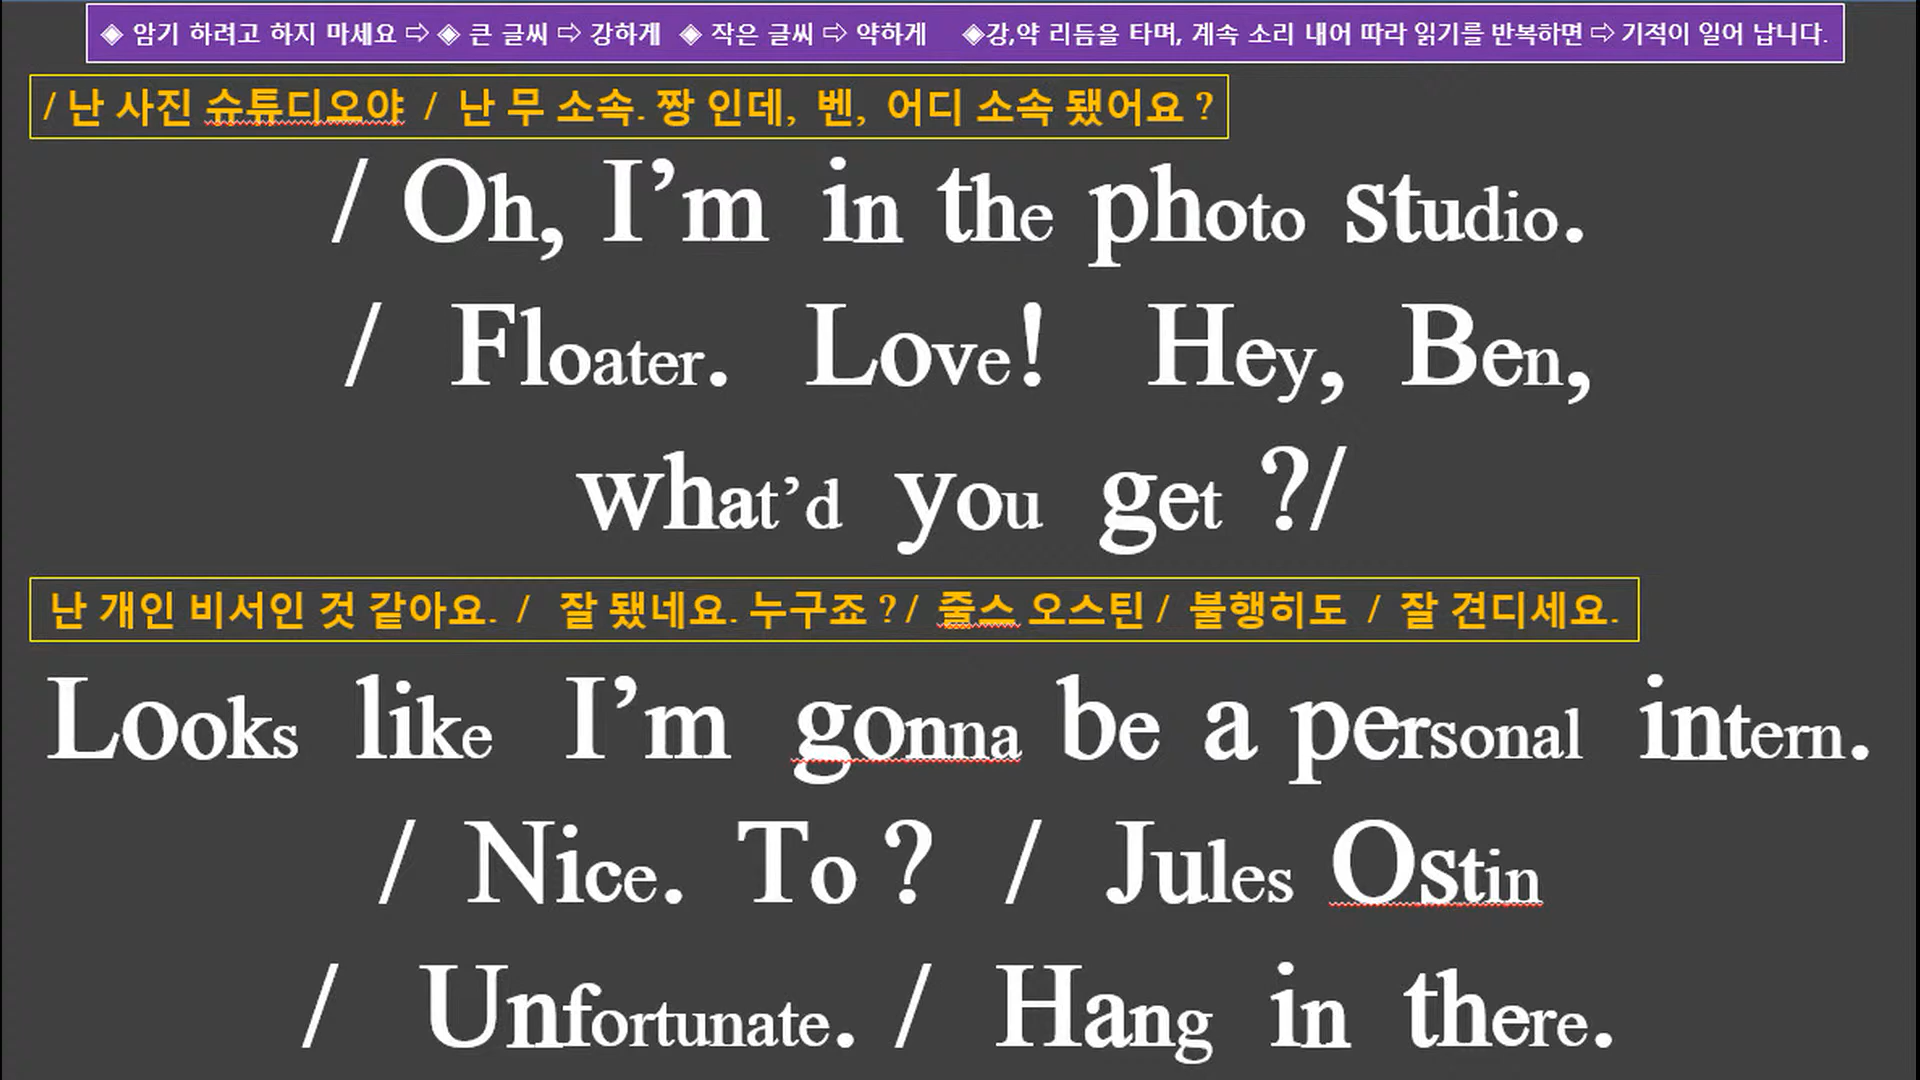 ◈ 암기 하려고 하지 마세요 ⇨ ◈ 큰 글씨 ⇨ 강하게 ◈ 작은 글씨 ⇨ 약하게 ◈강,약 리듬을 타며, 계속 소리 내어 따라 읽기를 반복하면 ⇨ 기적이 일어 납니다.
/ 난 사진 슈튜디오야 / 난 무 소속. 짱 인데, 벤, 어디 소속 됐어요 ?
/ Oh, I’m in the photo studio.
/ Floater. Love! Hey, Ben,
what’d you get ?/
난 개인 비서인 것 같아요. / 잘 됐네요. 누구죠 ? / 줄스 오스틴 / 불행히도 / 잘 견디세요.
Looks like I’m gonna be a personal intern.
/ Nice. To ? / Jules Ostin
/ Unfortunate. / Hang in there.